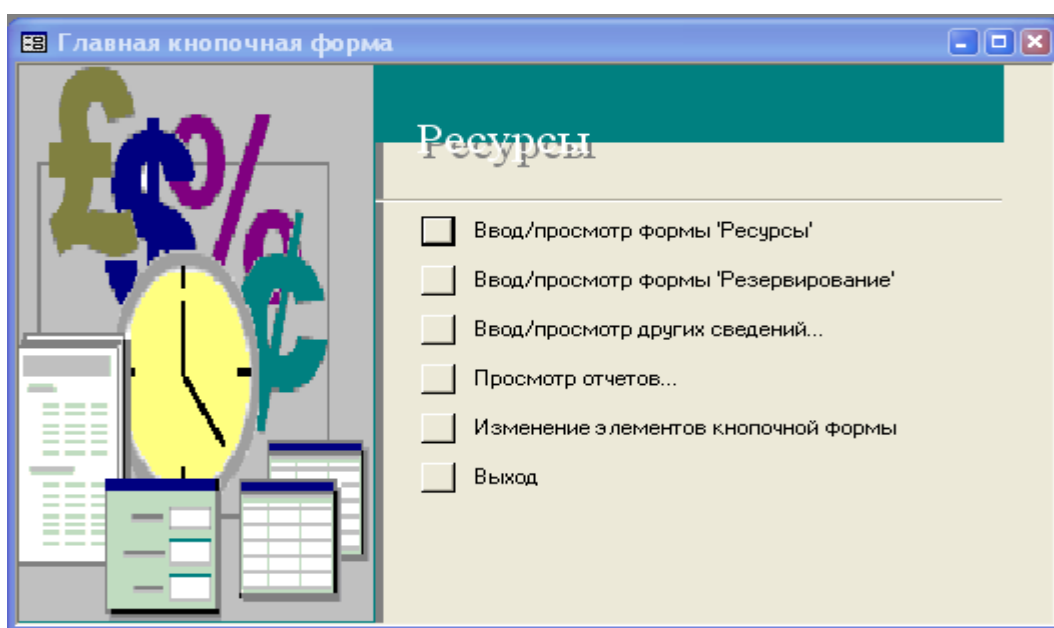 Главная кнопочная форма
Ресурсы
Ввод/просмотр формы 'Ресурсы'
Ввод/просмотр формы 'Резервирование'
Ввод/просмотр других сведений...
Просмотр отчетов...
Изменение элементов кнопочной формы
Выход